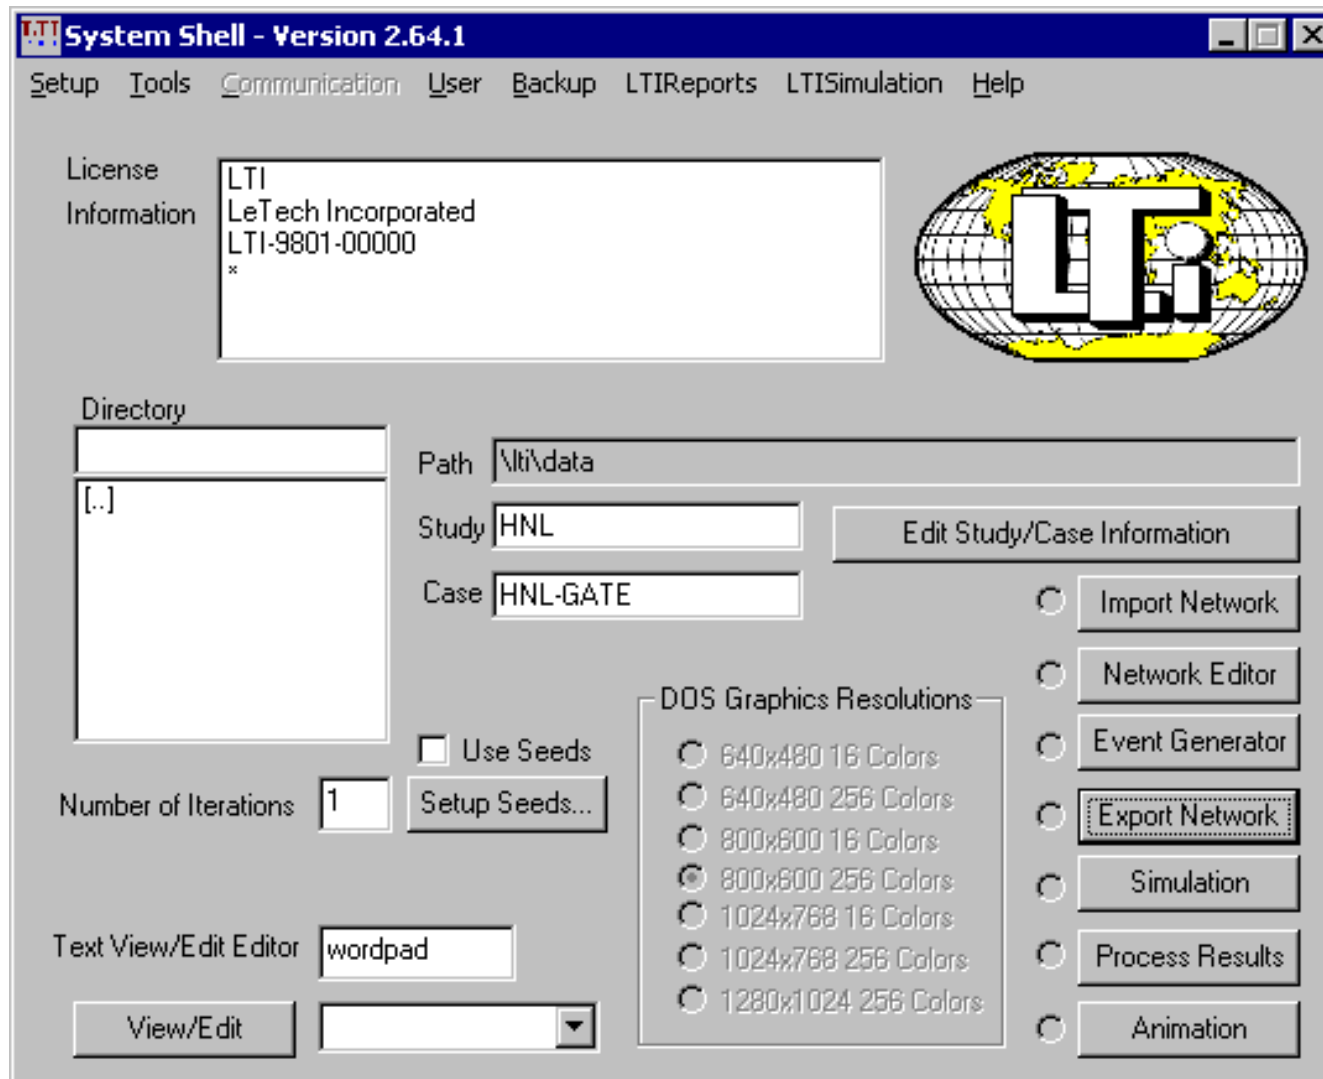 LTI System Shell - Version 2.64.1
Setup Tools Communication User Backup LTIReports LTISimulation Help
License
Information
LTI
LeTech Incorporated
LTI-9801-00000
*
LTi
Directory
[..]
Path \lti\data
Study HNL
Edit Study/Case Information
Case HNL-GATE
Import Network
Network Editor
Event Generator
Export Network
Simulation
Process Results
Animation
Use Seeds
Number of Iterations 1 Setup Seeds...
DOS Graphics Resolutions
640x480 16 Colors
640x480 256 Colors
800x600 16 Colors
800x600 256 Colors
1024x768 16 Colors
1024x768 256 Colors
1280x1024 256 Colors
Text View/Edit Editor wordpad
View/Edit